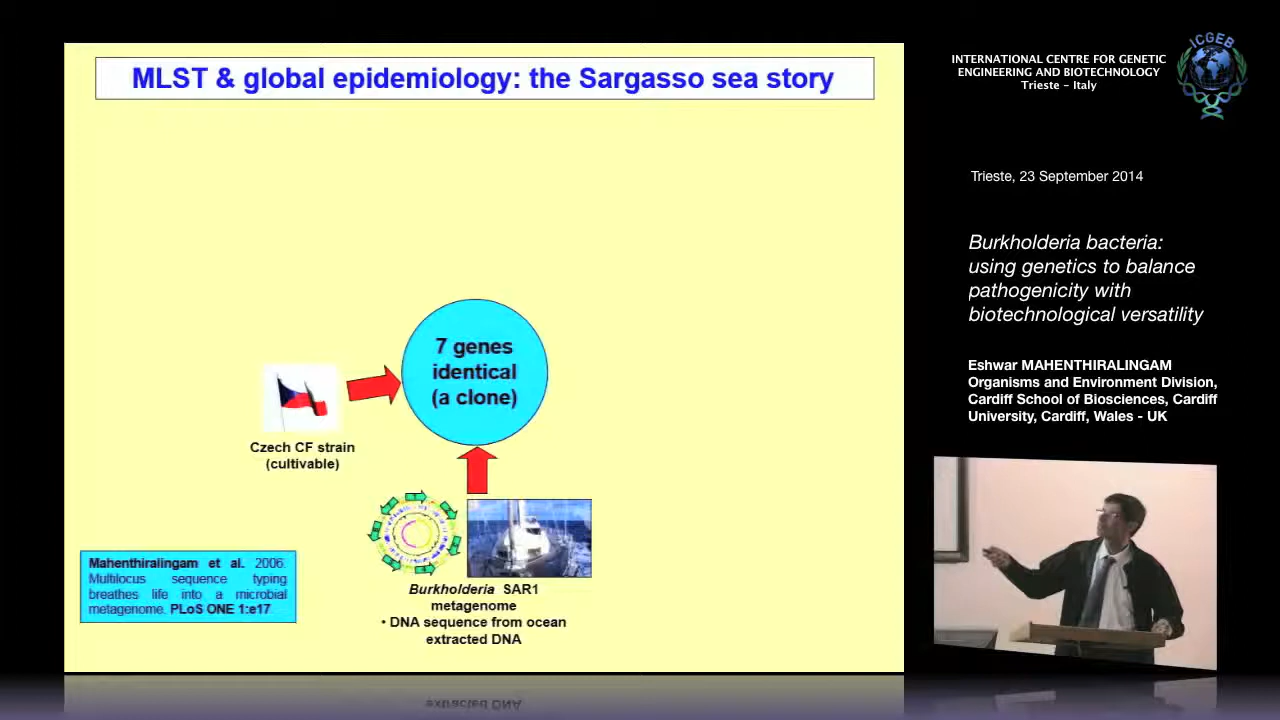 MLST & global epidemiology: the Sargasso sea story
7 genes
identical
(a clone)
Czech CF strain
(cultivable)
Burkholderia SAR1
metagenome
• DNA sequence from ocean
extracted DNA
Mahenthiralingam et al. 2006.
Multilocus sequence typing
breathes life into a microbial
metagenome. PLoS ONE 1:e17.
INTERNATIONAL CENTRE FOR GENETIC
ENGINEERING AND BIOTECHNOLOGY
Trieste - Italy
ICGEB
Trieste, 23 September 2014
Burkholderia bacteria:
using genetics to balance
pathogenicity with
biotechnological versatility
Eshwar MAHENTHIRALINGAM
Organisms and Environment Division,
Cardiff School of Biosciences, Cardiff
University, Cardiff, Wales - UK